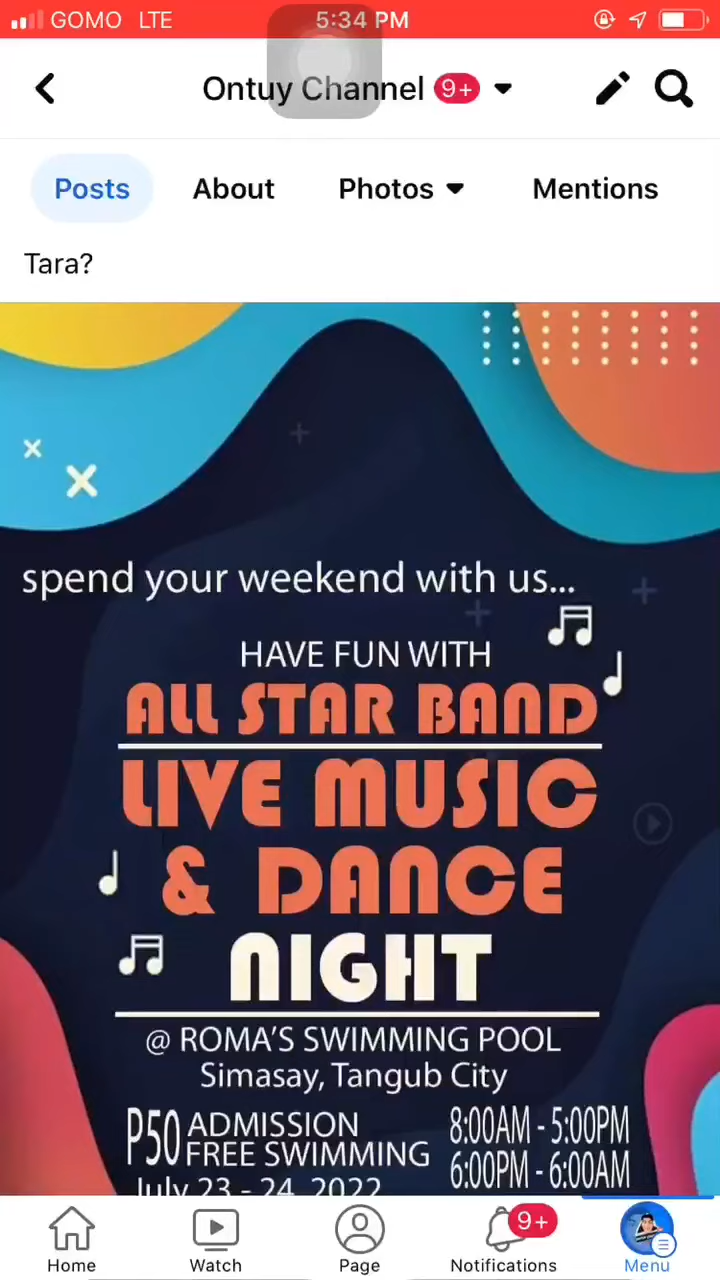 GOMO LTE 5:34 PM
Ontuy Channel 9+
Posts About Photos Mentions
Tara?
spend your weekend with us...
HAVE FUN WITH
ALL STAR BAND
LIVE MUSIC
& DANCE
NIGHT
@ ROMA'S SWIMMING POOL
Simasay, Tangub City
P50 ADMISSION
FREE SWIMMING
8:00AM - 5:00PM
6:00PM - 6:00AM
July 23 - 24, 2022
9+
Home Watch Page Notifications Menu